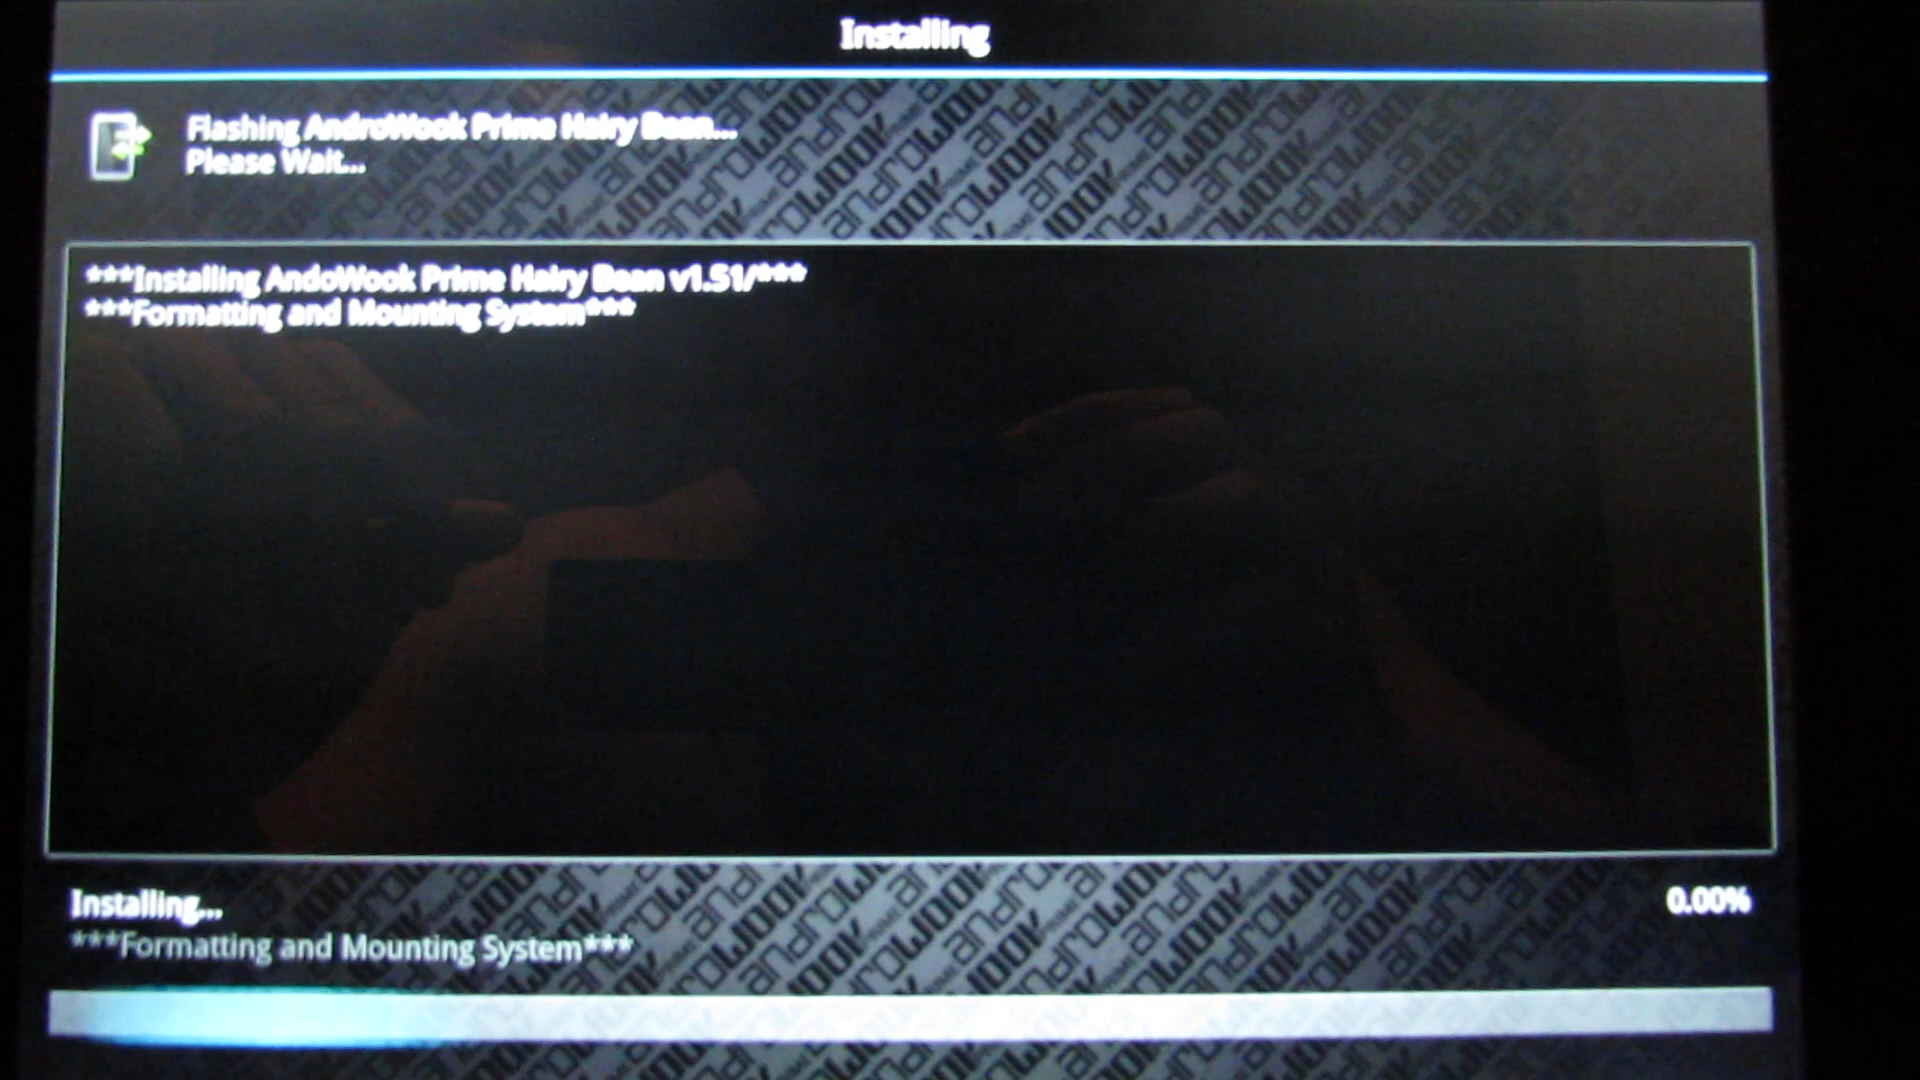 Installing
Flashing AndroWook Prime Hairy Bean...
Please Wait...
***Installing AndoWook Prime Hairy Bean v1.51/***
***Formatting and Mounting System***
Installing...
0.00%
***Formatting and Mounting System***